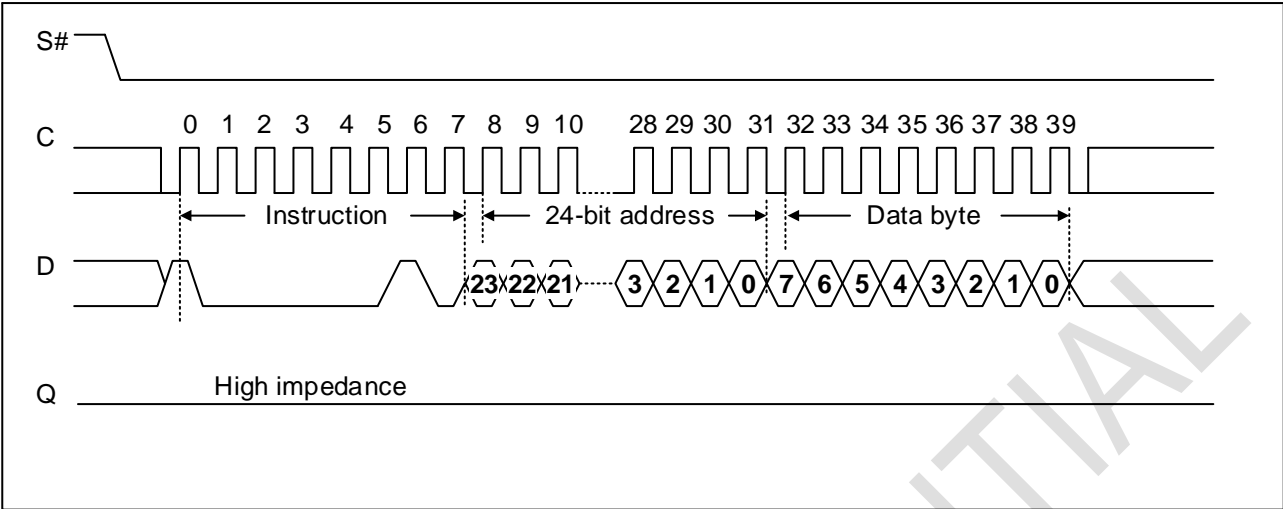 S#
C 0 1 2 3 4 5 6 7 8 9 10 28 29 30 31 32 33 34 35 36 37 38 39
Instruction 24-bit address Data byte
D 23 22 21 3 2 1 0 7 6 5 4 3 2 1 0
Q High impedance
NTIAL